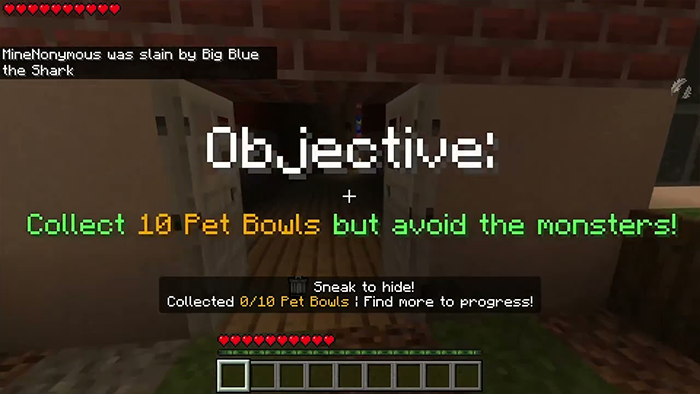 MineNonymous was slain by Big Blue
the Shark
Objective:
Collect 10 Pet Bowls but avoid the monsters!
Sneak to hide!
Collected 0/10 Pet Bowls ¦ Find more to progress!